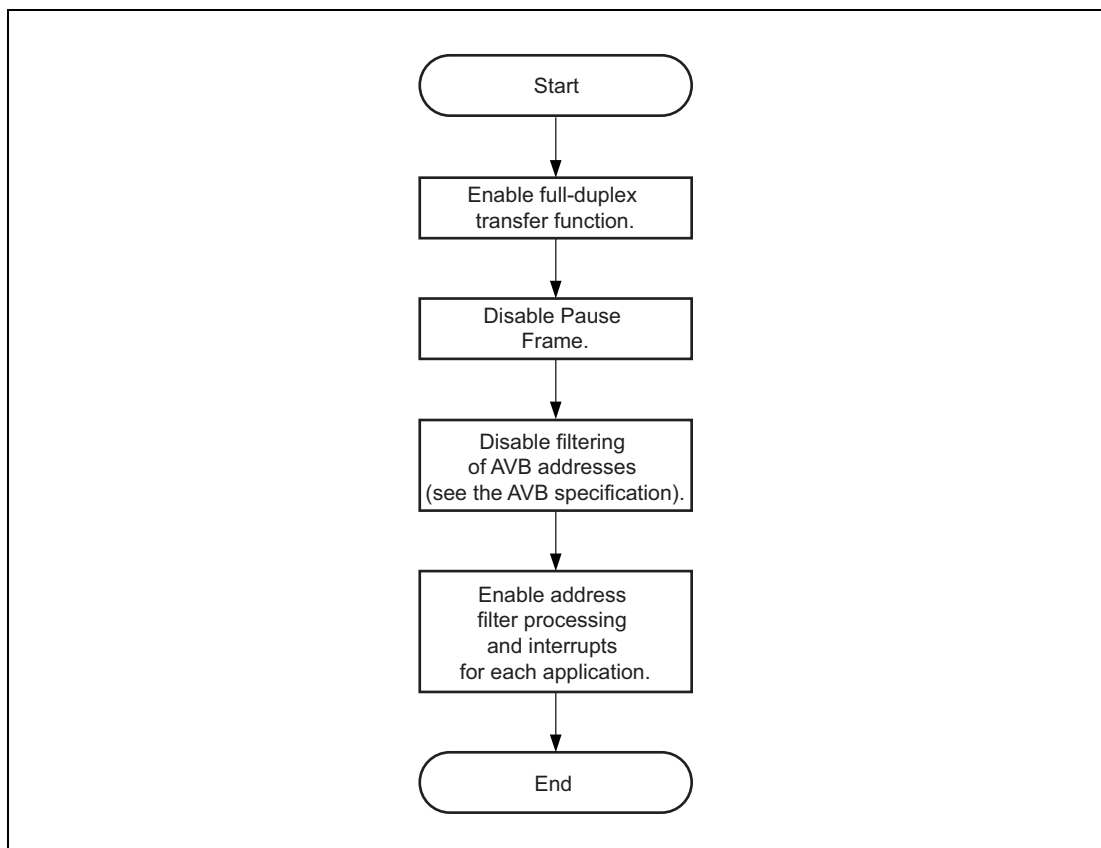 Start
Enable full-duplex
transfer function.
Disable Pause
Frame.
Disable filtering
of AVB addresses
(see the AVB specification).
Enable address
filter processing
and interrupts
for each application.
End